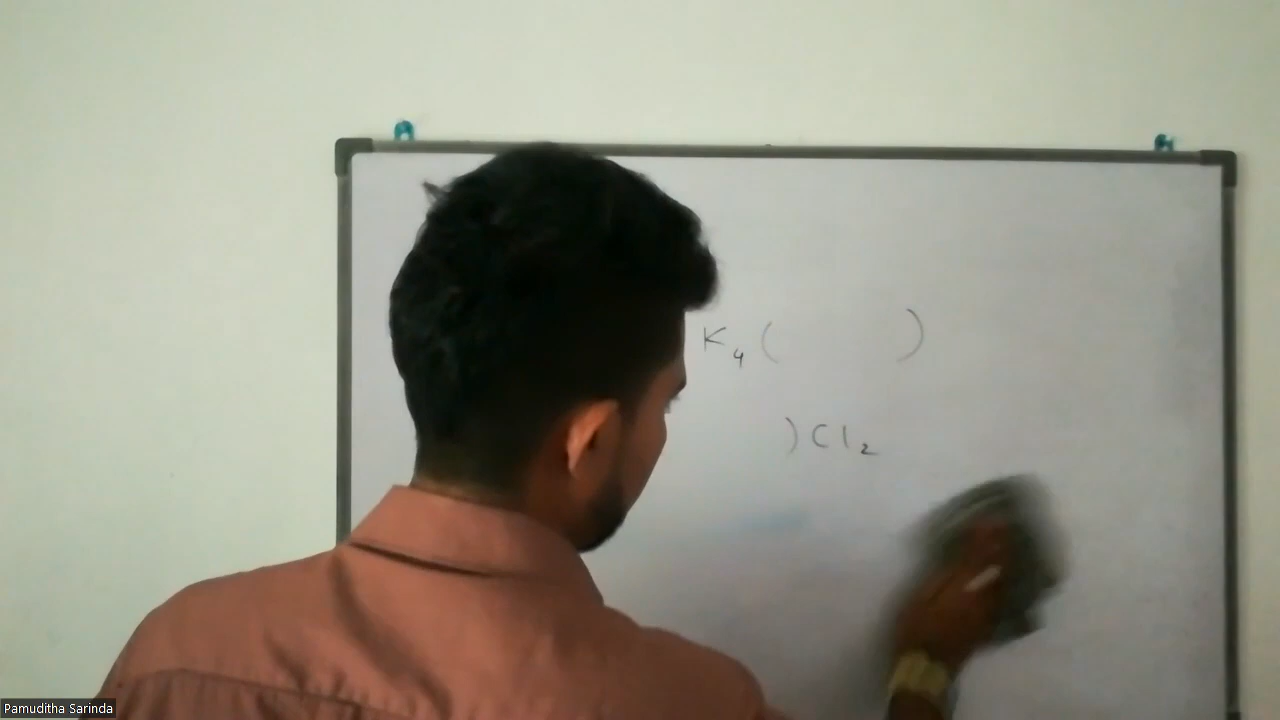 K₄( )
)Cl₂
Pamuditha Sarinda